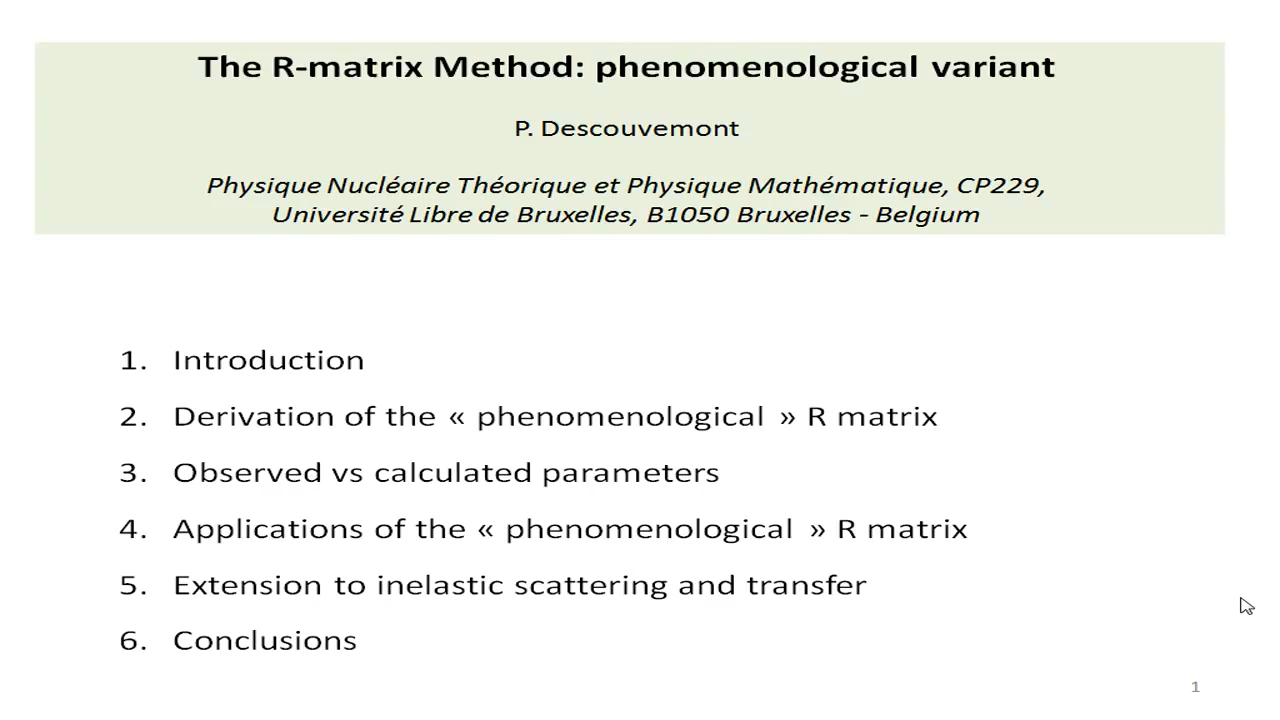 The R-matrix Method: phenomenological variant
P. Descouvemont
Physique Nucléaire Théorique et Physique Mathématique, CP229,
Université Libre de Bruxelles, B1050 Bruxelles - Belgium
1. Introduction
2. Derivation of the « phenomenological » R matrix
3. Observed vs calculated parameters
4. Applications of the « phenomenological » R matrix
5. Extension to inelastic scattering and transfer
6. Conclusions
1